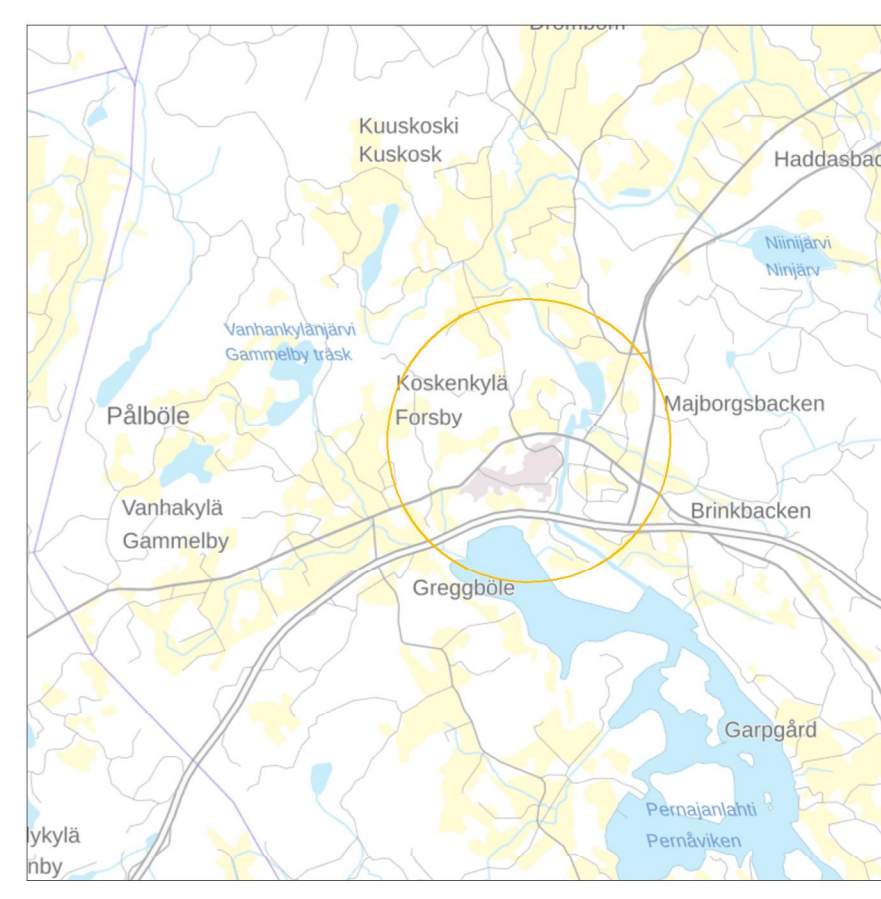 Kuuskoski
Kuskosk
Haddasbac
Niinijärvi
Ninjärv
Vanhankylänjärvi
Gammelby träsk
Koskenkylä
Forsby
Majborgsbacken
Pålböle
Vanhakylä
Gammelby
Brinkbacken
Greggböle
Garpgård
Pernajanlahti
Pernåviken
lykylä
nby